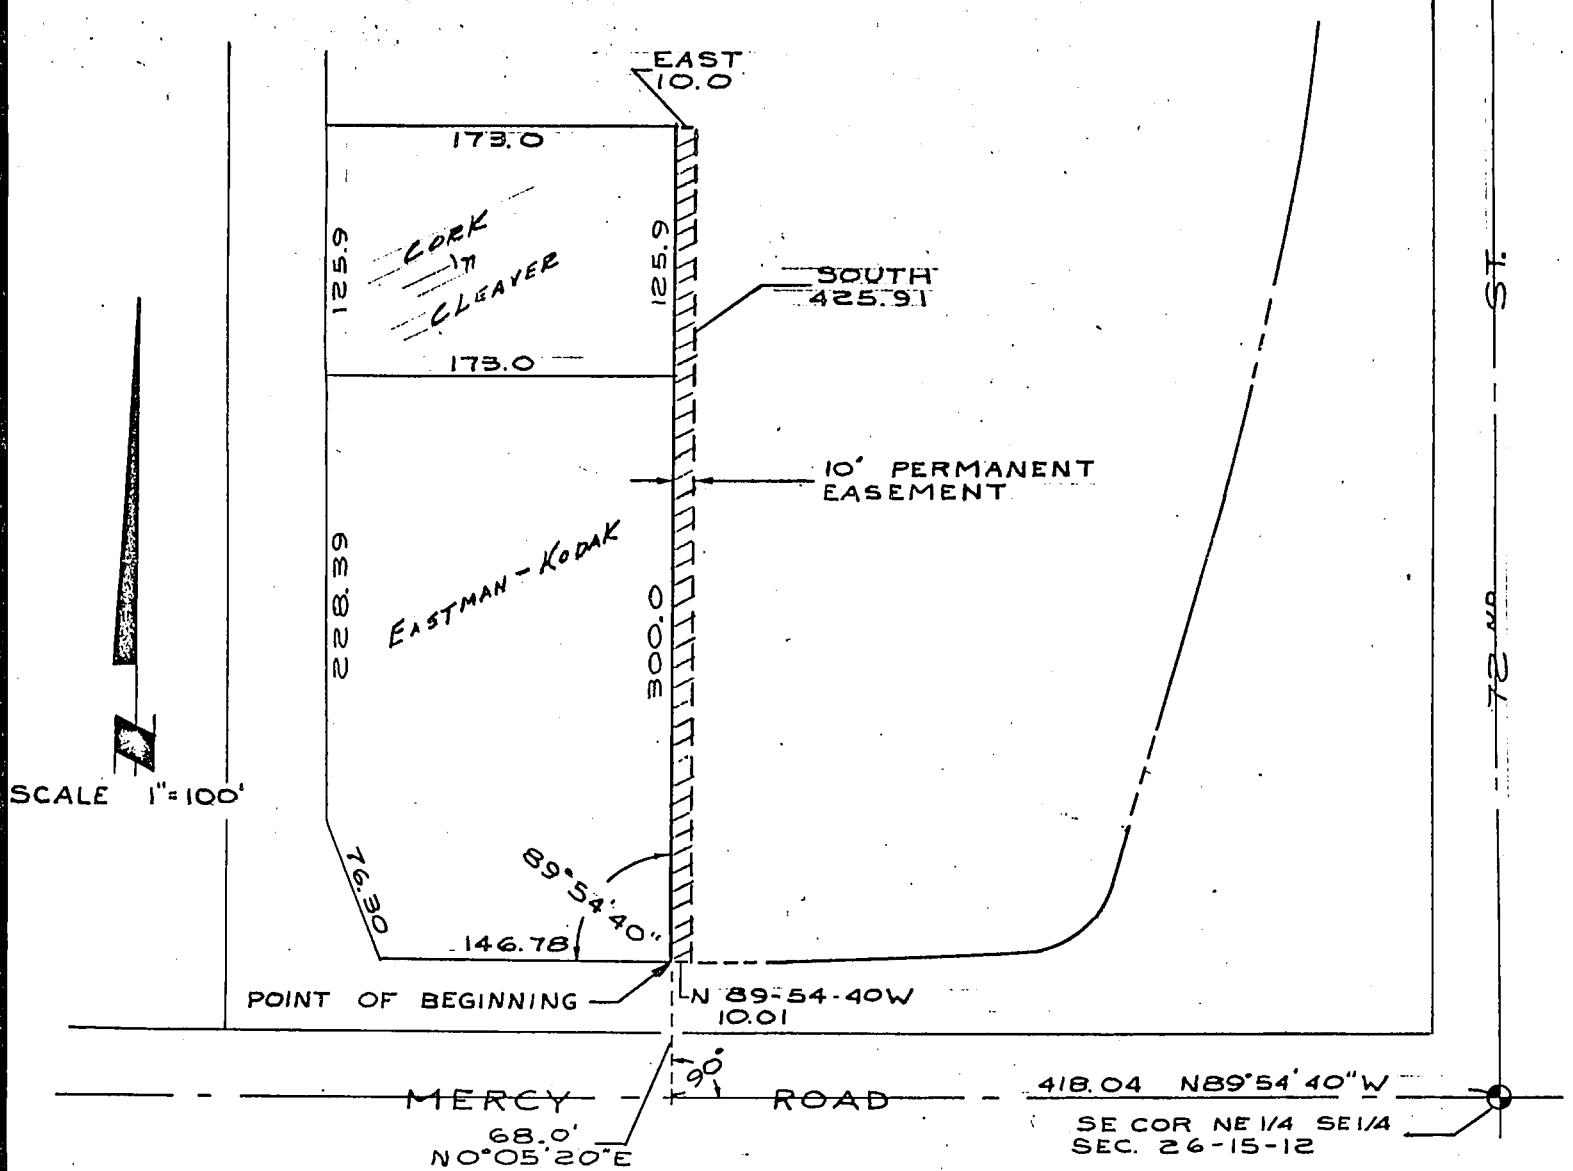 EAST
10.0
173.0
125.9
CORK
'n
CLEAVER
125.9
SOUTH
425.91
173.0
ST.
10' PERMANENT
EASEMENT
EASTMAN - KODAK
228.39
300.0
72 ND
N
SCALE 1"=100'
76.30
89°54'40"
146.78
POINT OF BEGINNING
N 89-54-40W
10.01
90°
MERCY ROAD
418.04 N89°54'40"W
68.0'
N0°05'20"E
SE COR NE 1/4 SE 1/4
SEC. 26-15-12